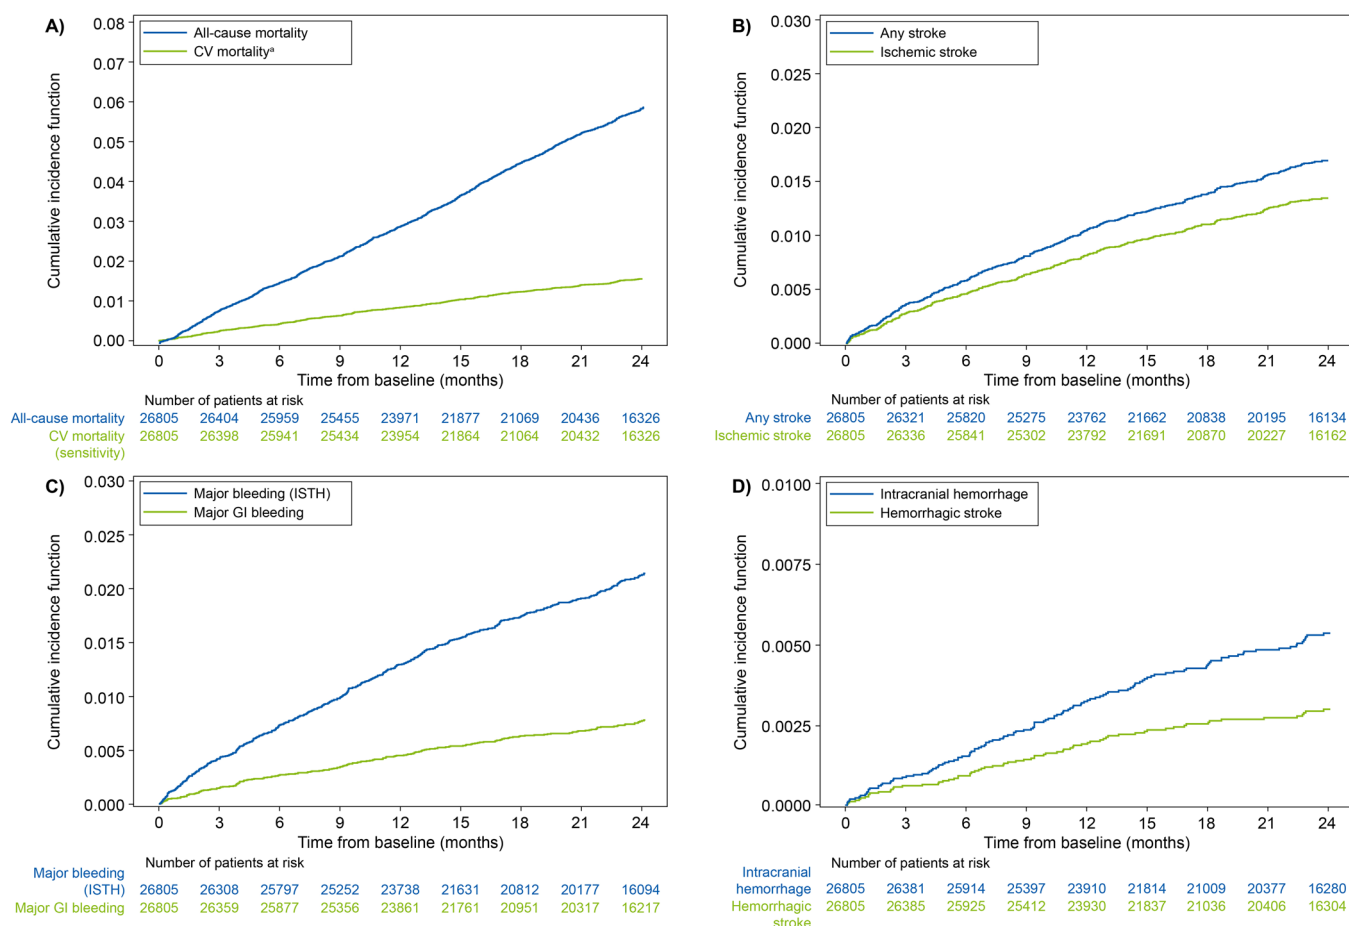 A)
All-cause mortality
CV mortalityᵃ
Cumulative incidence function
0.08
0.07
0.06
0.05
0.04
0.03
0.02
0.01
0.00
0 3 6 9 12 15 18 21 24
Time from baseline (months)
Number of patients at risk
All-cause mortality 26805 26404 25959 25455 23971 21877 21069 20436 16326
CV mortality 26805 26398 25941 25434 23954 21864 21064 20432 16326
(sensitivity)
B)
Any stroke
Ischemic stroke
Cumulative incidence function
0.030
0.025
0.020
0.015
0.010
0.005
0.000
0 3 6 9 12 15 18 21 24
Time from baseline (months)
Number of patients at risk
Any stroke 26805 26321 25820 25275 23762 21662 20838 20195 16134
Ischemic stroke 26805 26336 25841 25302 23792 21691 20870 20227 16162
C)
Major bleeding (ISTH)
Major GI bleeding
Cumulative incidence function
0.030
0.025
0.020
0.015
0.010
0.005
0.000
0 3 6 9 12 15 18 21 24
Time from baseline (months)
Number of patients at risk
Major bleeding
(ISTH) 26805 26308 25797 25252 23738 21631 20812 20177 16094
Major GI bleeding 26805 26359 25877 25356 23861 21761 20951 20317 16217
D)
Intracranial hemorrhage
Hemorrhagic stroke
Cumulative incidence function
0.0100
0.0075
0.0050
0.0025
0.0000
0 3 6 9 12 15 18 21 24
Time from baseline (months)
Number of patients at risk
Intracranial
hemorrhage 26805 26381 25914 25397 23910 21814 21009 20377 16280
Hemorrhagic 26805 26385 25925 25412 23930 21837 21036 20406 16304
stroke